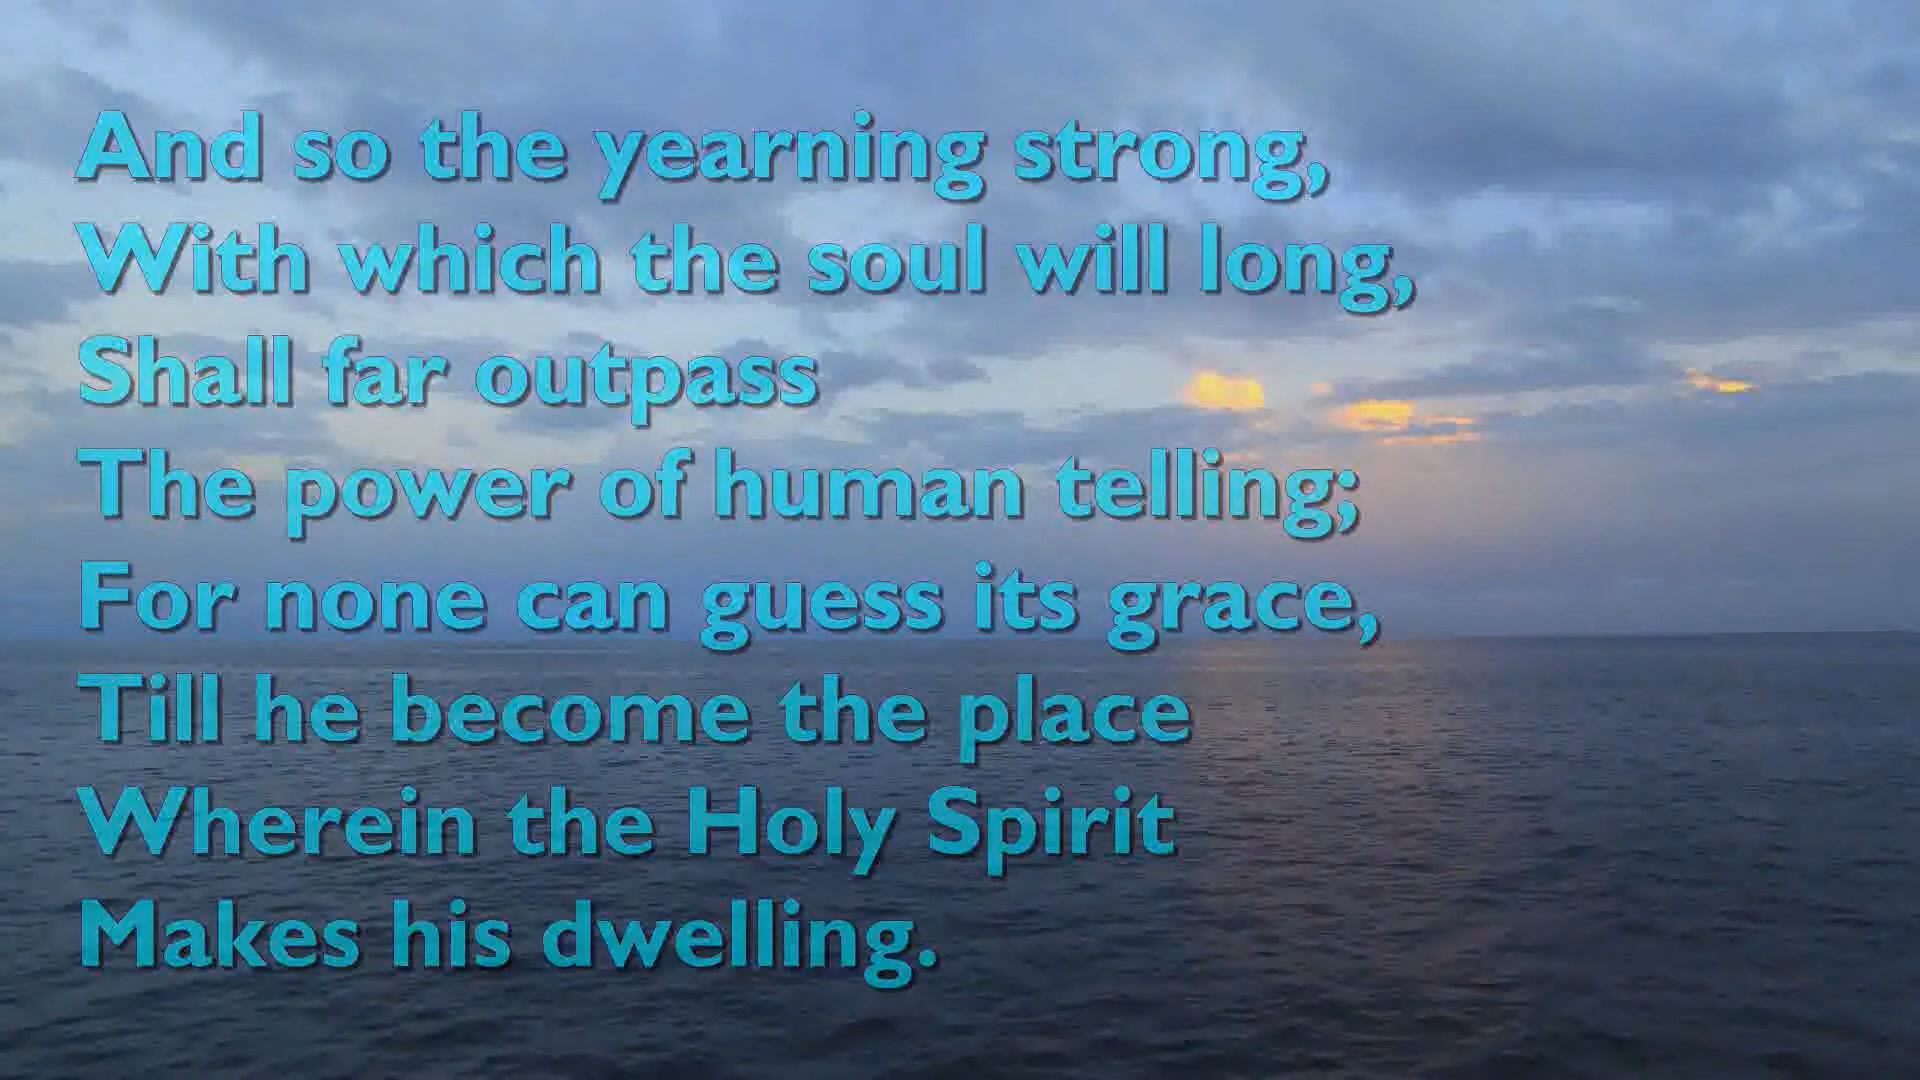 And so the yearning strong,
With which the soul will long,
Shall far outpass
The power of human telling;
For none can guess its grace,
Till he become the place
Wherein the Holy Spirit
Makes his dwelling.